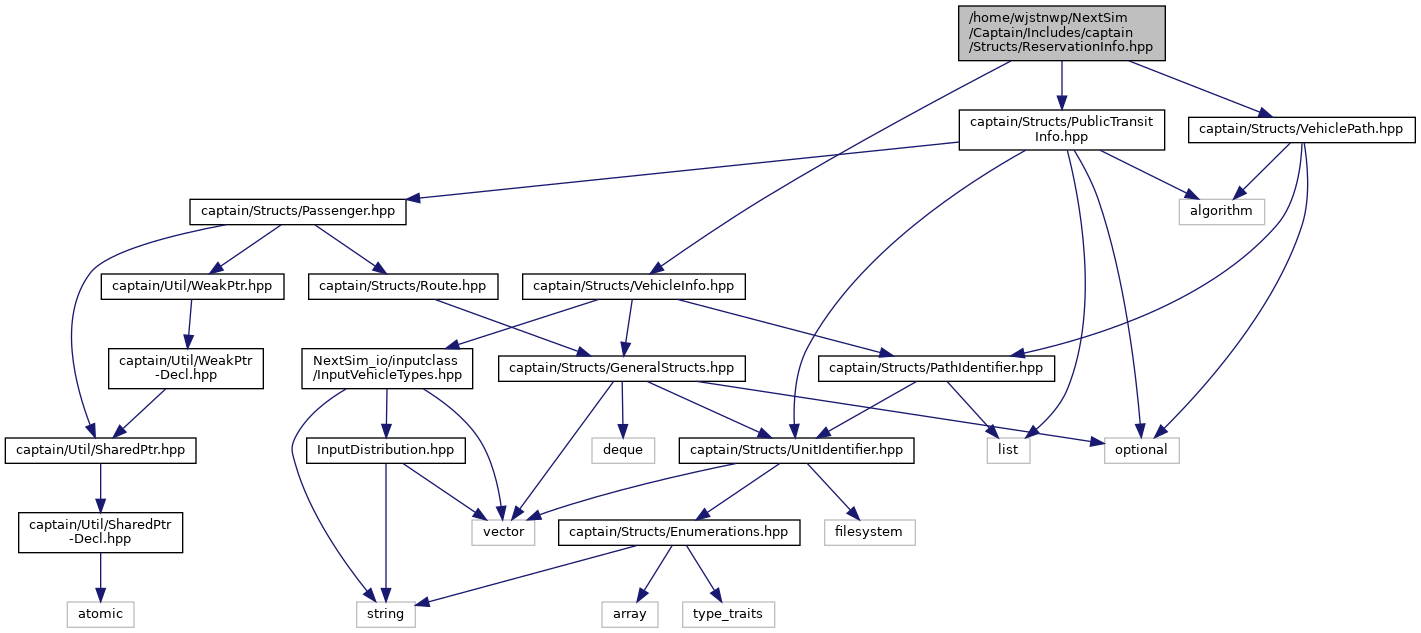 /home/wjstnwp/NextSim
/Captain/Includes/captain
/Structs/ReservationInfo.hpp
captain/Structs/PublicTransit
Info.hpp
captain/Structs/VehiclePath.hpp
captain/Structs/Passenger.hpp
algorithm
captain/Util/WeakPtr.hpp
captain/Structs/Route.hpp
captain/Structs/VehicleInfo.hpp
captain/Util/WeakPtr
-Decl.hpp
NextSim_io/inputclass
/InputVehicleTypes.hpp
captain/Structs/GeneralStructs.hpp
captain/Structs/PathIdentifier.hpp
captain/Util/SharedPtr.hpp
InputDistribution.hpp
deque
captain/Structs/UnitIdentifier.hpp
list
optional
captain/Util/SharedPtr
-Decl.hpp
vector
captain/Structs/Enumerations.hpp
filesystem
atomic
string
array
type_traits